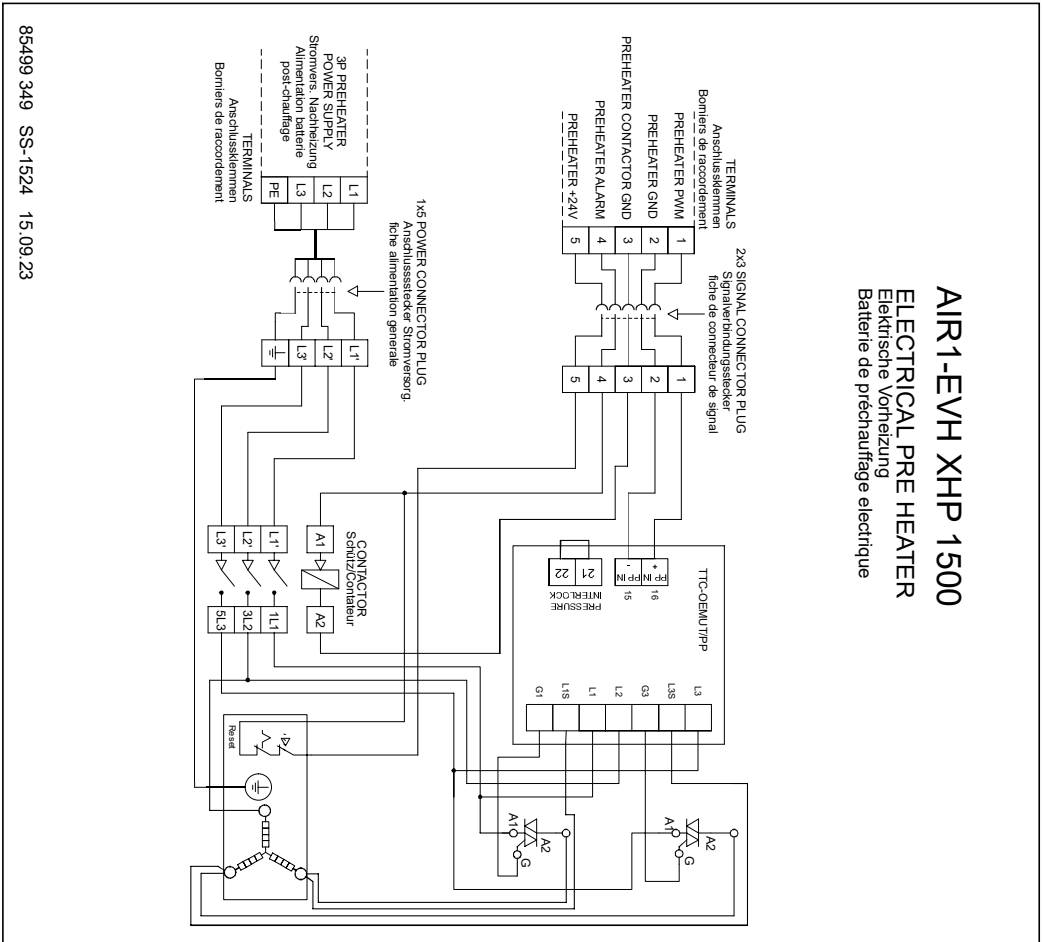 AIR1-EVH XHP 1500
ELECTRICAL PRE HEATER
Elektrische Vorheizung
Batterie de préchauffage electrique
TERMINALS
Anschlussklemmen
Borniers de raccordement
PREHEATER PWM
PREHEATER GND
PREHEATER CONTACTOR GND
PREHEATER ALARM
PREHEATER +24V
1
2
3
4
5
2x3 SIGNAL CONNECTOR PLUG
Signalverbindungsstecker
fiche de connecteur de signal
1
2
3
4
5
TTC-OEMUT/PP
PP IN +
PP IN -
16
15
21
22
PRESSURE
INTERLOCK
L3
L3S
G3
L2
L1
L1S
G1
A1
A2
G
A1
A2
G
3P PREHEATER
POWER SUPPLY
Stromvers. Nachheizung
Alimentation batterie
post-chauffage
L1
L2
L3
PE
TERMINALS
Anschlussklemmen
Borniers de raccordement
1x5 POWER CONNECTOR PLUG
Anschlussstecker Stromversorg.
fiche alimentation generale
L1'
L2'
L3'
CONTACTOR
Schütz/Contateur
A1
A2
L1'
L2'
L3'
1L1
3L2
5L3
Reset
85499 349 SS-1524 15.09.23